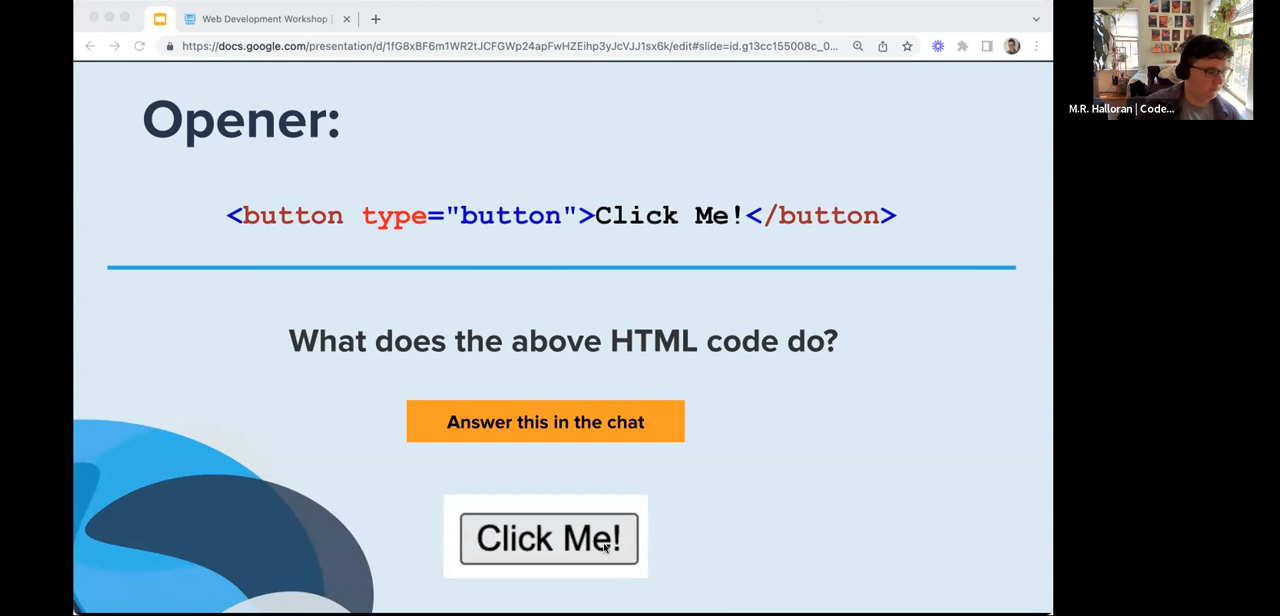 Web Development Workshop |
https://docs.google.com/presentation/d/1fG8xBF6m1WR2tJCFGWp24apFwHZEihp3yJcVJJ1sx6k/edit#slide=id.g13cc155008c_0...
M.R. Halloran | Code...
Opener:
<button type="button">Click Me!</button>
What does the above HTML code do?
Answer this in the chat
Click Me!